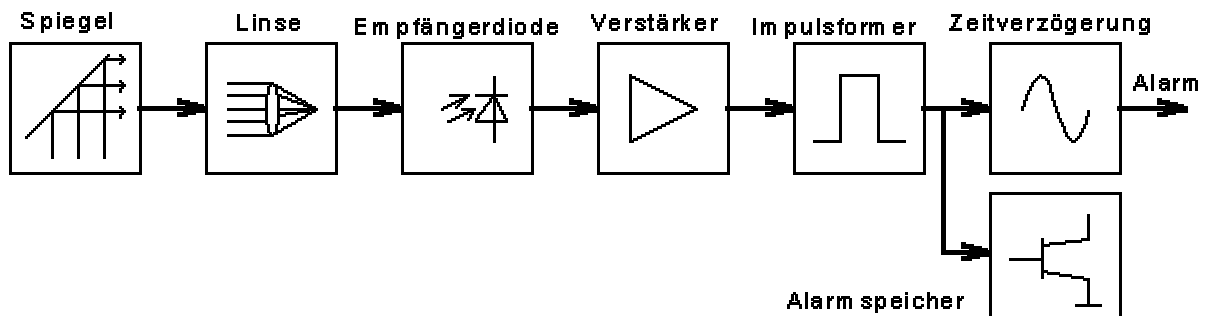 Spiegel
Linse
Empfängerdiode
Verstärker
Impulsformer
Zeitverzögerung
Alarm
Alarmspeicher